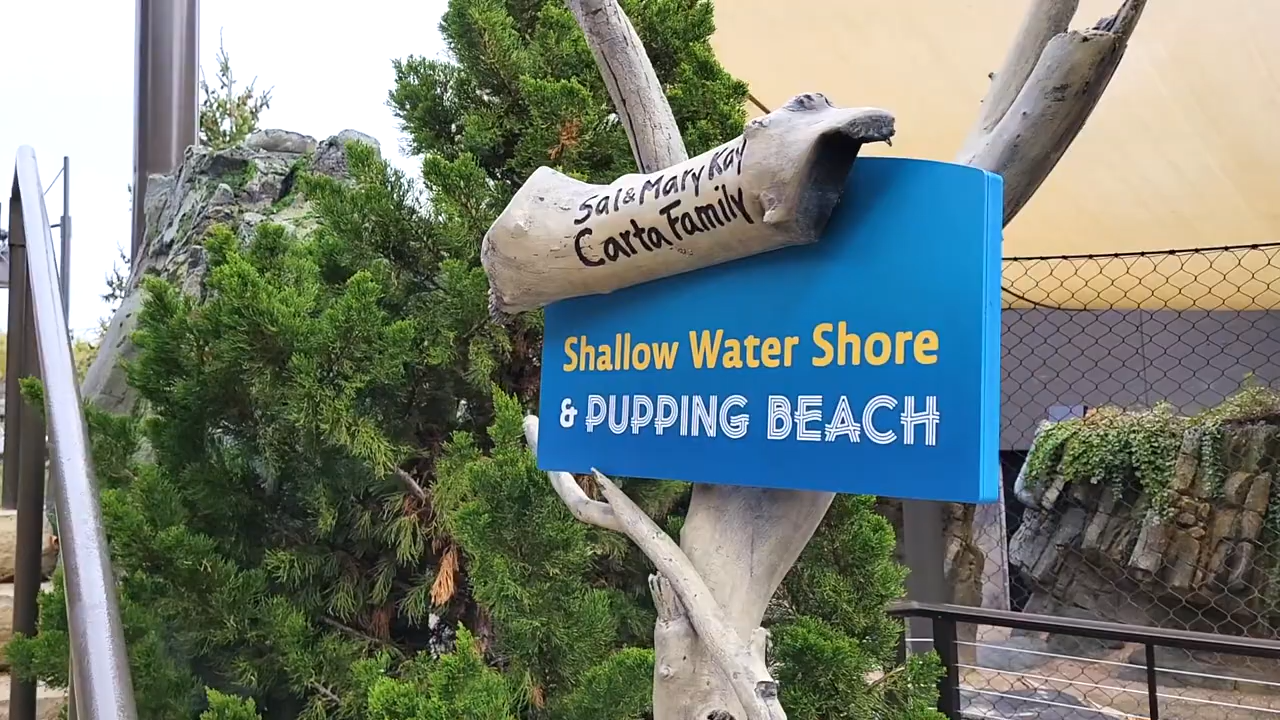 Sal & Mary Kay
Carta Family
Shallow Water Shore
& PUPPING BEACH